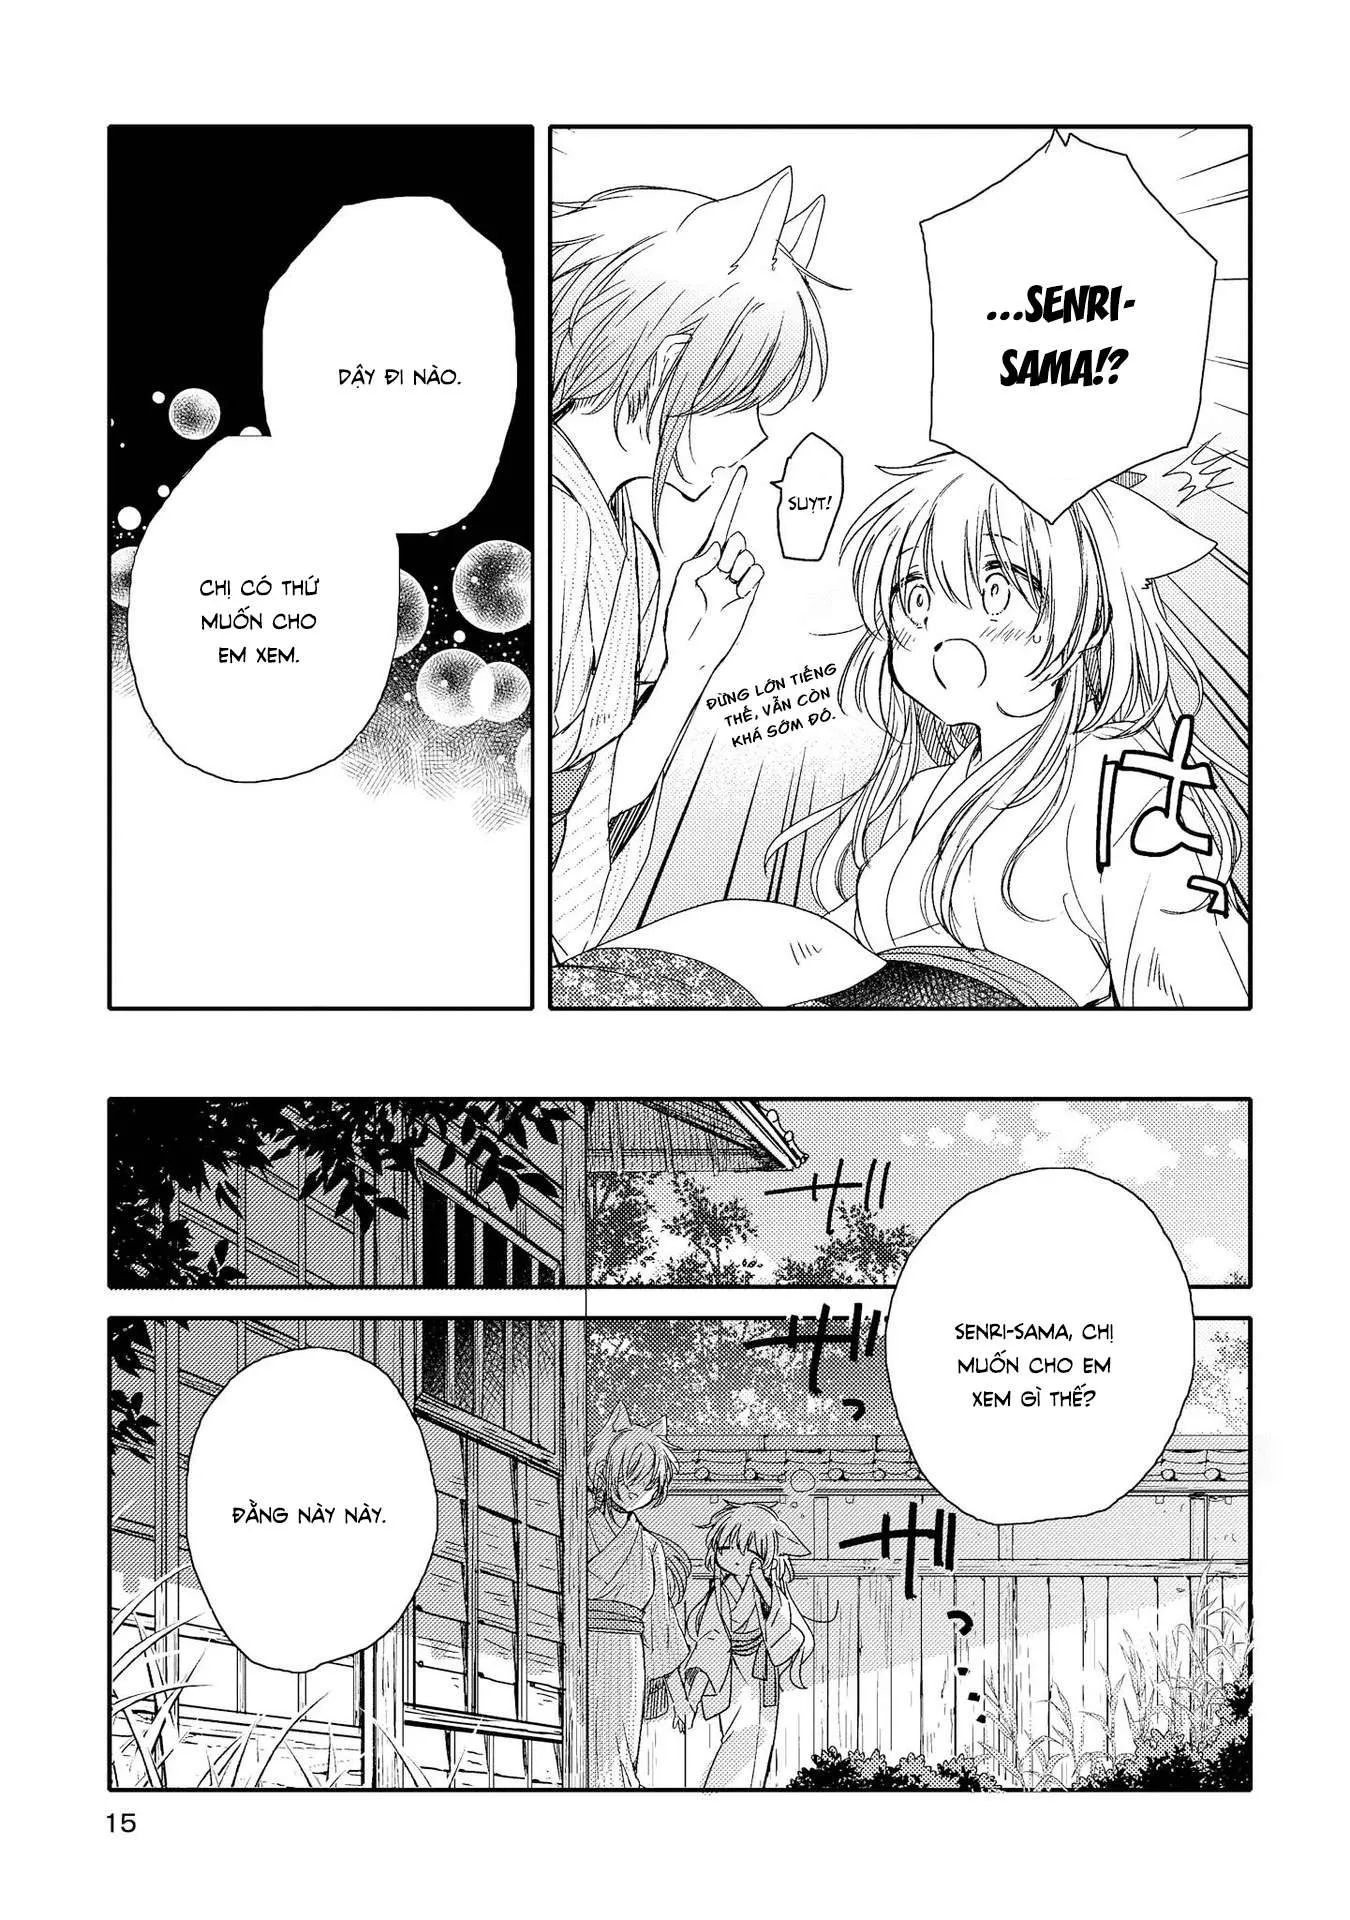 ...SENRI-
SAMA!?
SUỴT!
ĐỪNG LỚN TIẾNG
THẾ, VẪN CÒN
KHÁ SỚM ĐÓ.
DẬY ĐI NÀO.
CHỊ CÓ THỨ
MUỐN CHO
EM XEM.
SENRI-SAMA, CHỊ
MUỐN CHO EM
XEM GÌ THẾ?
ĐẰNG NÀY NÀY.
15